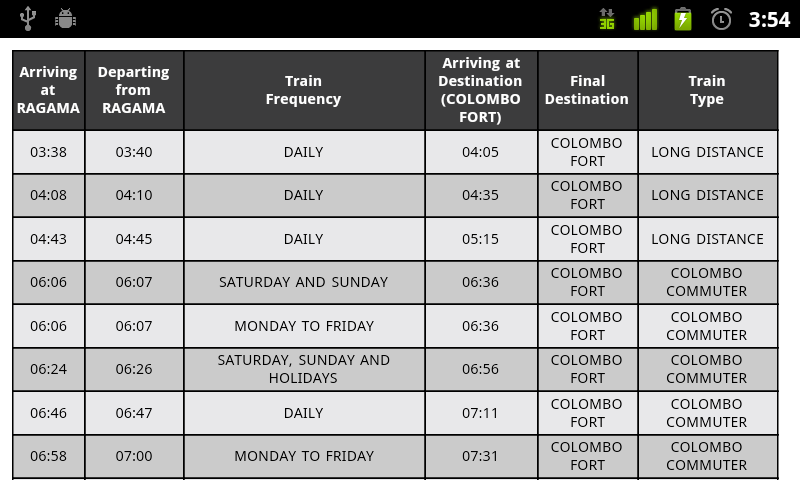 3G 3:54
Arriving at RAGAMA Departing from RAGAMA Train Frequency Arriving at Destination (COLOMBO FORT) Final Destination Train Type
03:38 03:40 DAILY 04:05 COLOMBO FORT LONG DISTANCE
04:08 04:10 DAILY 04:35 COLOMBO FORT LONG DISTANCE
04:43 04:45 DAILY 05:15 COLOMBO FORT LONG DISTANCE
06:06 06:07 SATURDAY AND SUNDAY 06:36 COLOMBO FORT COLOMBO COMMUTER
06:06 06:07 MONDAY TO FRIDAY 06:36 COLOMBO FORT COLOMBO COMMUTER
06:24 06:26 SATURDAY, SUNDAY AND HOLIDAYS 06:56 COLOMBO FORT COLOMBO COMMUTER
06:46 06:47 DAILY 07:11 COLOMBO FORT COLOMBO COMMUTER
06:58 07:00 MONDAY TO FRIDAY 07:31 COLOMBO FORT COLOMBO COMMUTER